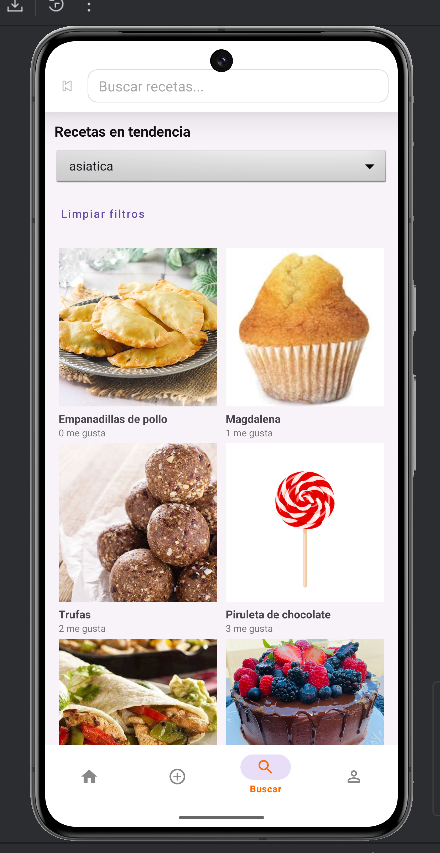 Buscar recetas...
Recetas en tendencia
asiatica
Limpiar filtros
Empanadillas de pollo
0 me gusta
Magdalena
1 me gusta
Trufas
2 me gusta
Piruleta de chocolate
3 me gusta
Buscar